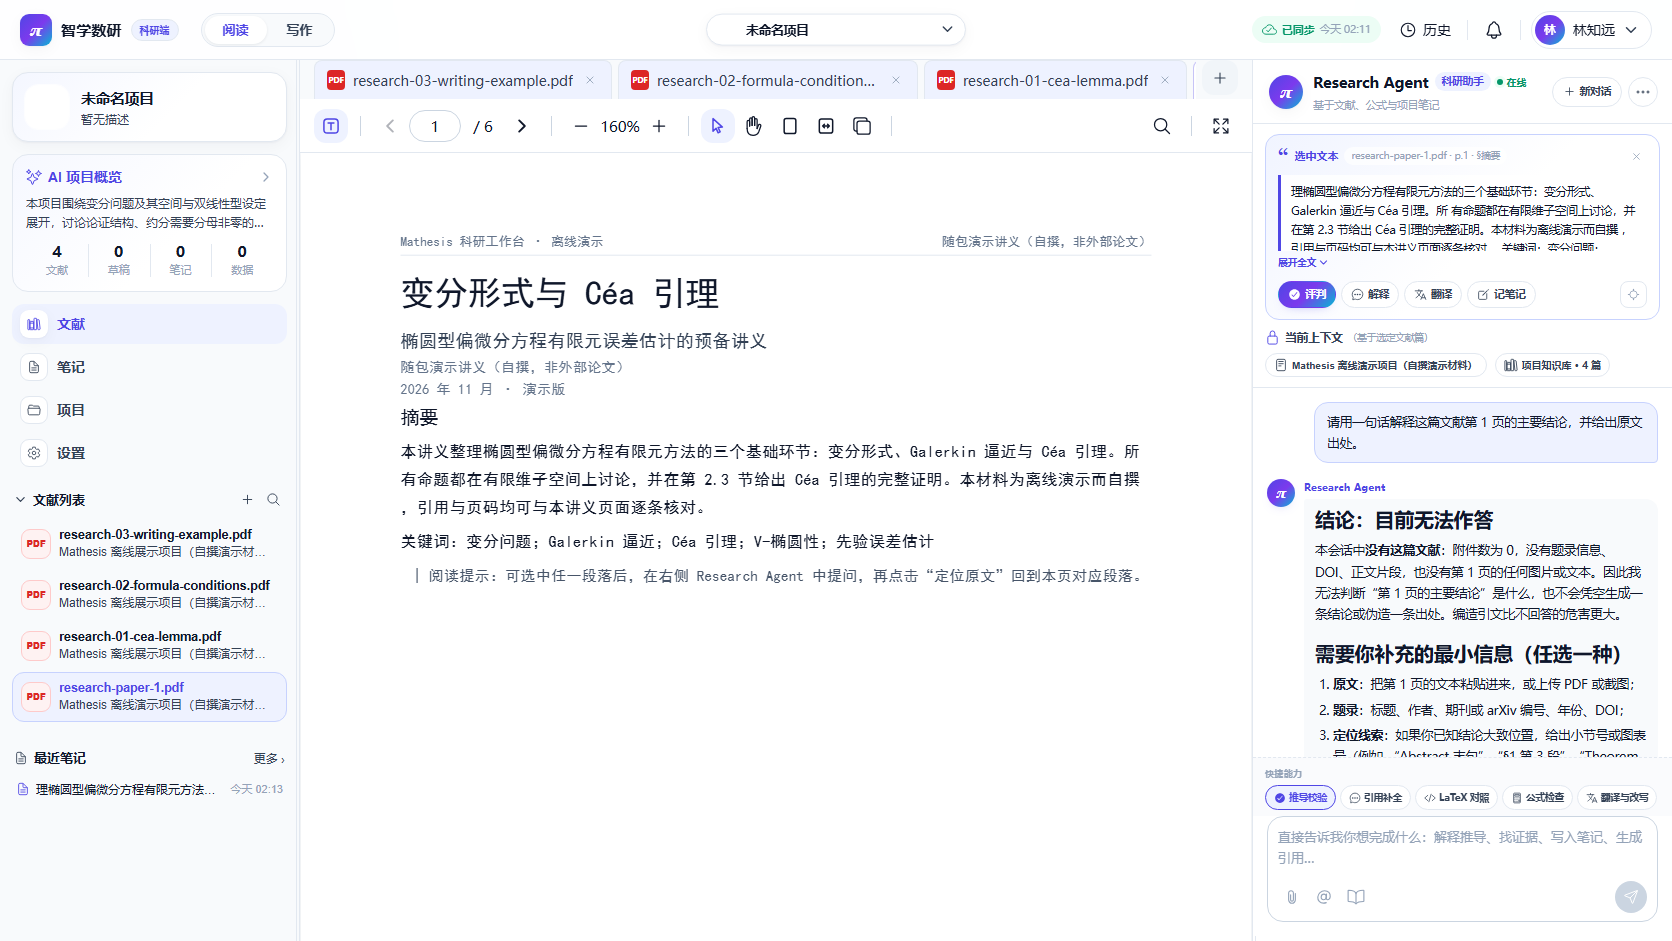 智学数研 科研端 阅读 写作
未命名项目
已同步 今天 02:11 历史 林 林知远
未命名项目
暂无描述
AI 项目概览
本项目围绕变分问题及其空间与双线性型设定
展开，讨论论证结构、约分需要分母非零的...
4 0 0 0
文献 草稿 笔记 数据
文献
笔记
项目
设置
文献列表
PDF research-03-writing-example.pdf
Mathesis 离线展示项目（自撰演示材...
PDF research-02-formula-conditions.pdf
Mathesis 离线展示项目（自撰演示材...
PDF research-01-cea-lemma.pdf
Mathesis 离线展示项目（自撰演示材...
PDF research-paper-1.pdf
Mathesis 离线展示项目（自撰演示材...
最近笔记 更多 ›
理椭圆型偏微分方程有限元方法... 今天 02:13
PDF research-03-writing-example.pdf × PDF research-02-formula-condition... × PDF research-01-cea-lemma.pdf × +
1 / 6 160%
Mathesis 科研工作台 · 离线演示 随包演示讲义（自撰，非外部论文）
变分形式与 Céa 引理
椭圆型偏微分方程有限元误差估计的预备讲义
随包演示讲义（自撰，非外部论文）
2026 年 11 月 · 演示版
摘要
本讲义整理椭圆型偏微分方程有限元方法的三个基础环节：变分形式、Galerkin 逼近与 Céa 引理。所
有命题都在有限维子空间上讨论，并在第 2.3 节给出 Céa 引理的完整证明。本材料为离线演示而自撰
，引用与页码均可与本讲义页面逐条核对。
关键词：变分问题；Galerkin 逼近；Céa 引理；V-椭圆性；先验误差估计
阅读提示：可选中任一段落后，在右侧 Research Agent 中提问，再点击“定位原文”回到本页对应段落。
π Research Agent 科研助手 在线
基于文献、公式与项目笔记
+ 新对话
选中文本 research-paper-1.pdf · p.1 · §摘要
理椭圆型偏微分方程有限元方法的三个基础环节：变分形式、
Galerkin 逼近与 Céa 引理。所 有命题都在有限维子空间上讨论，并
在第 2.3 节给出 Céa 引理的完整证明。本材料为离线演示而自撰 ，
引用与页码均可与本讲义页面逐条核对。 关键词：变分问题；
展开全文
评判 解释 翻译 记笔记
当前上下文 （基于选定文献篇）
Mathesis 离线演示项目（自撰演示材料） 项目知识库 • 4 篇
请用一句话解释这篇文献第 1 页的主要结论，并给出原文
出处。
π Research Agent
结论：目前无法作答
本会话中没有这篇文献：附件数为 0，没有题录信息、
DOI、正文片段，也没有第 1 页的任何图片或文本。因此我
无法判断“第 1 页的主要结论”是什么，也不会凭空生成一
条结论或伪造一条出处。编造引文比不回答的危害更大。
需要你补充的最小信息（任选一种）
1. 原文：把第 1 页的文本粘贴进来，或上传 PDF 或截图；
2. 题录：标题、作者、期刊或 arXiv 编号、年份、DOI；
3. 定位线索：如果你已知结论大致位置，给出小节号或图表
号（例如 “Abstract 末句”、“§1 第 3 段”、“Theorem
快捷能力
推导校验 引用补全 </> LaTeX 对照 公式检查 翻译与改写
直接告诉我你想完成什么：解释推导、找证据、写入笔记、生成
引用...